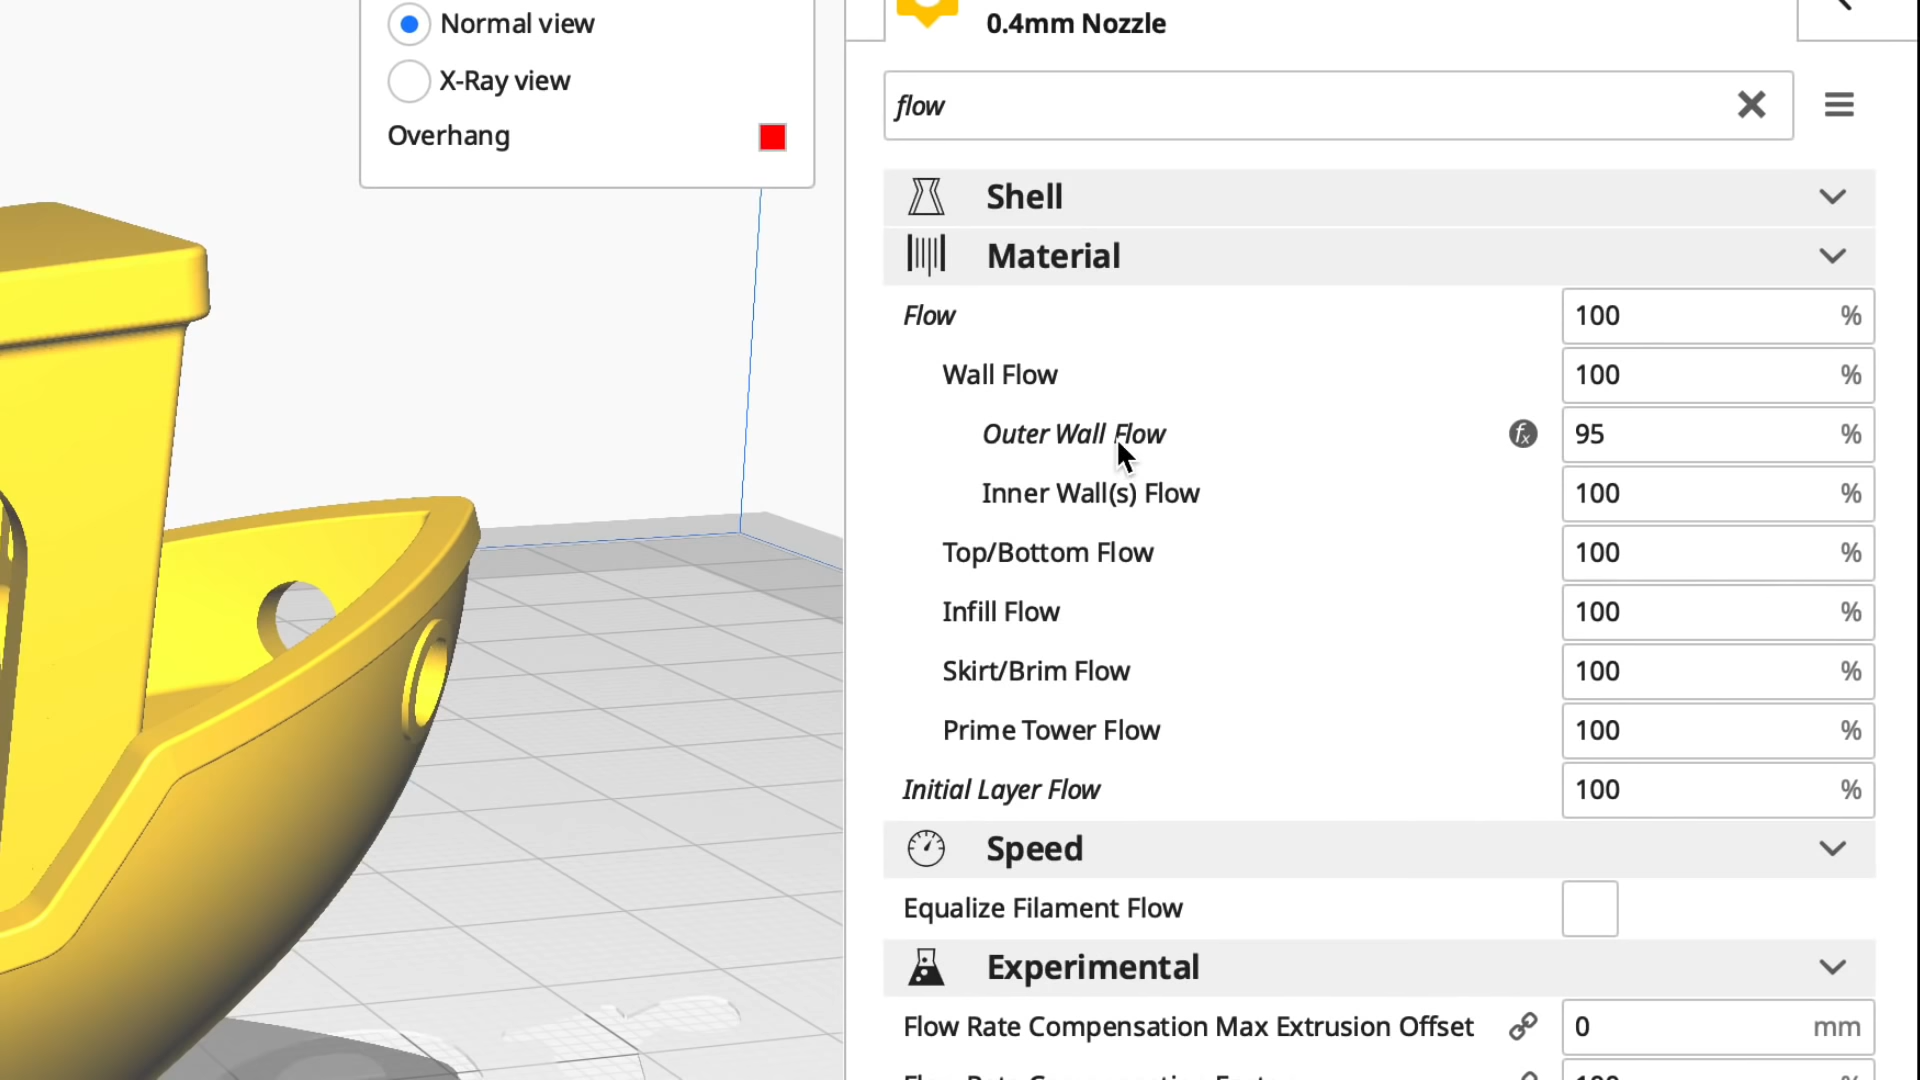 Normal view
X-Ray view
Overhang
0.4mm Nozzle
flow
Shell
Material
Flow 100 %
Wall Flow 100 %
Outer Wall Flow fx 95 %
Inner Wall(s) Flow 100 %
Top/Bottom Flow 100 %
Infill Flow 100 %
Skirt/Brim Flow 100 %
Prime Tower Flow 100 %
Initial Layer Flow 100 %
Speed
Equalize Filament Flow
Experimental
Flow Rate Compensation Max Extrusion Offset 0 mm